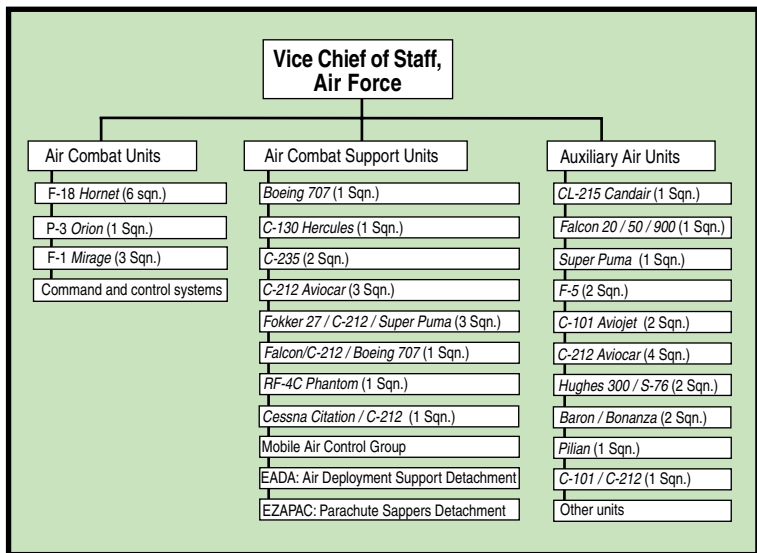 Vice Chief of Staff,
Air Force
Air Combat Units
F-18 Hornet (6 sqn.)
P-3 Orion (1 Sqn.)
F-1 Mirage (3 Sqn.)
Command and control systems
Air Combat Support Units
Boeing 707 (1 Sqn.)
C-130 Hercules (1 Sqn.)
C-235 (2 Sqn.)
C-212 Aviocar (3 Sqn.)
Fokker 27 / C-212 / Super Puma (3 Sqn.)
Falcon/C-212 / Boeing 707 (1 Sqn.)
RF-4C Phantom (1 Sqn.)
Cessna Citation / C-212 (1 Sqn.)
Mobile Air Control Group
EADA: Air Deployment Support Detachment
EZAPAC: Parachute Sappers Detachment
Auxiliary Air Units
CL-215 Candair (1 Sqn.)
Falcon 20 / 50 / 900 (1 Sqn.)
Super Puma (1 Sqn.)
F-5 (2 Sqn.)
C-101 Aviojet (2 Sqn.)
C-212 Aviocar (4 Sqn.)
Hughes 300 / S-76 (2 Sqn.)
Baron / Bonanza (2 Sqn.)
Pilian (1 Sqn.)
C-101 / C-212 (1 Sqn.)
Other units